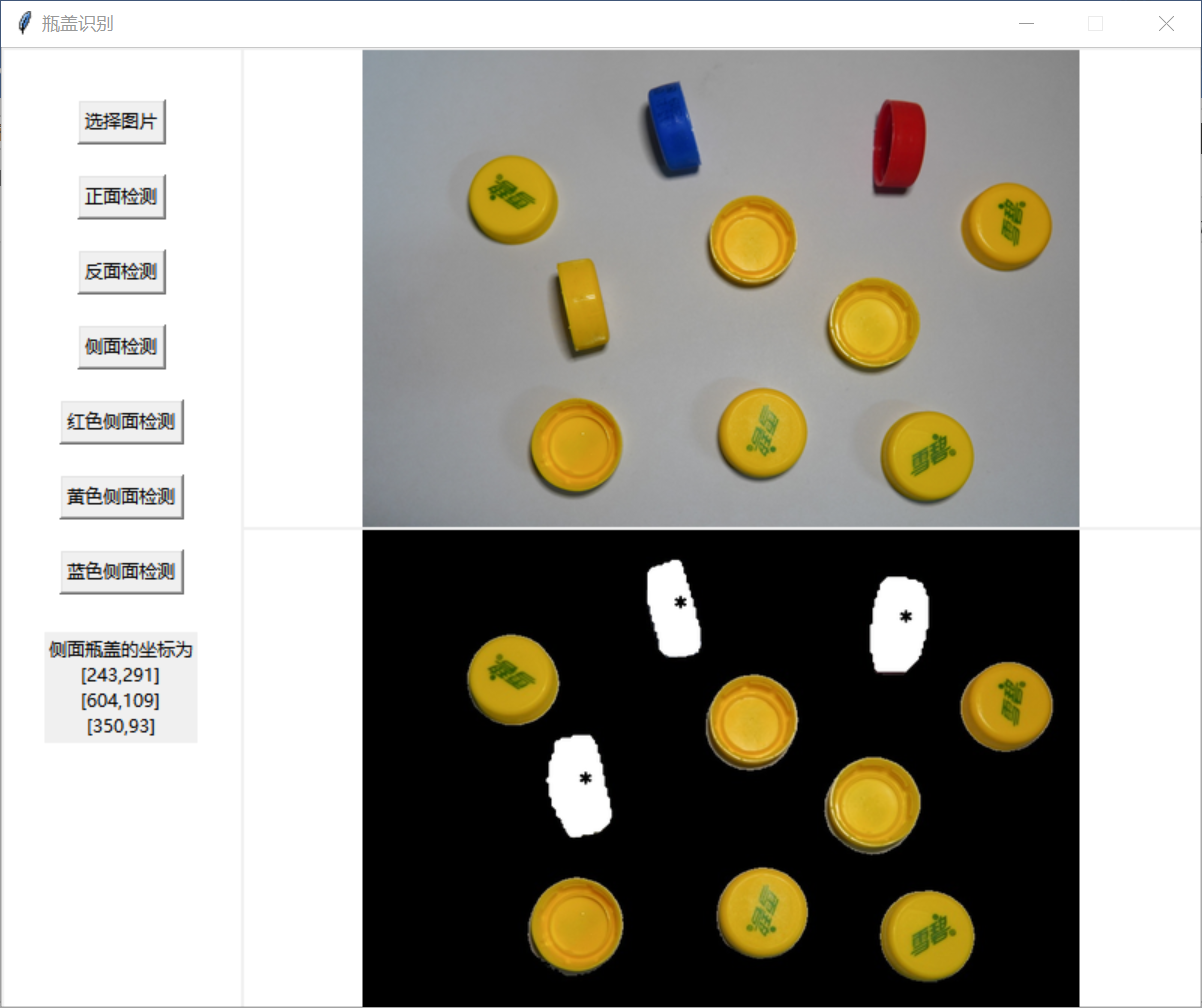 瓶盖识别
选择图片
正面检测
反面检测
侧面检测
红色侧面检测
黄色侧面检测
蓝色侧面检测
侧面瓶盖的坐标为
[243,291]
[604,109]
[350,93]